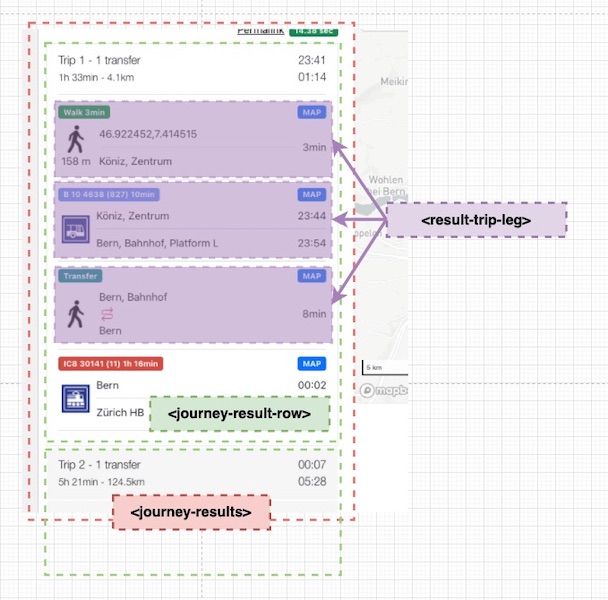 Permalink 14.38 sec
Trip 1 - 1 transfer 23:41
1h 33min - 4.1km 01:14
Walk 3min MAP
46.922452,7.414515
3min
158 m Köniz, Zentrum
B 10 4638 (827) 10min MAP
Köniz, Zentrum 23:44
Bern, Bahnhof, Platform L 23:54
Transfer MAP
Bern, Bahnhof
8min
Bern
IC8 30141 (11) 1h 16min MAP
Bern 00:02
Zürich HB
<journey-result-row>
Trip 2 - 1 transfer 00:07
5h 21min - 124.5km 05:28
<journey-results>
Meikir
Wohlen
bei Bern
<result-trip-leg>
5 km
mapb